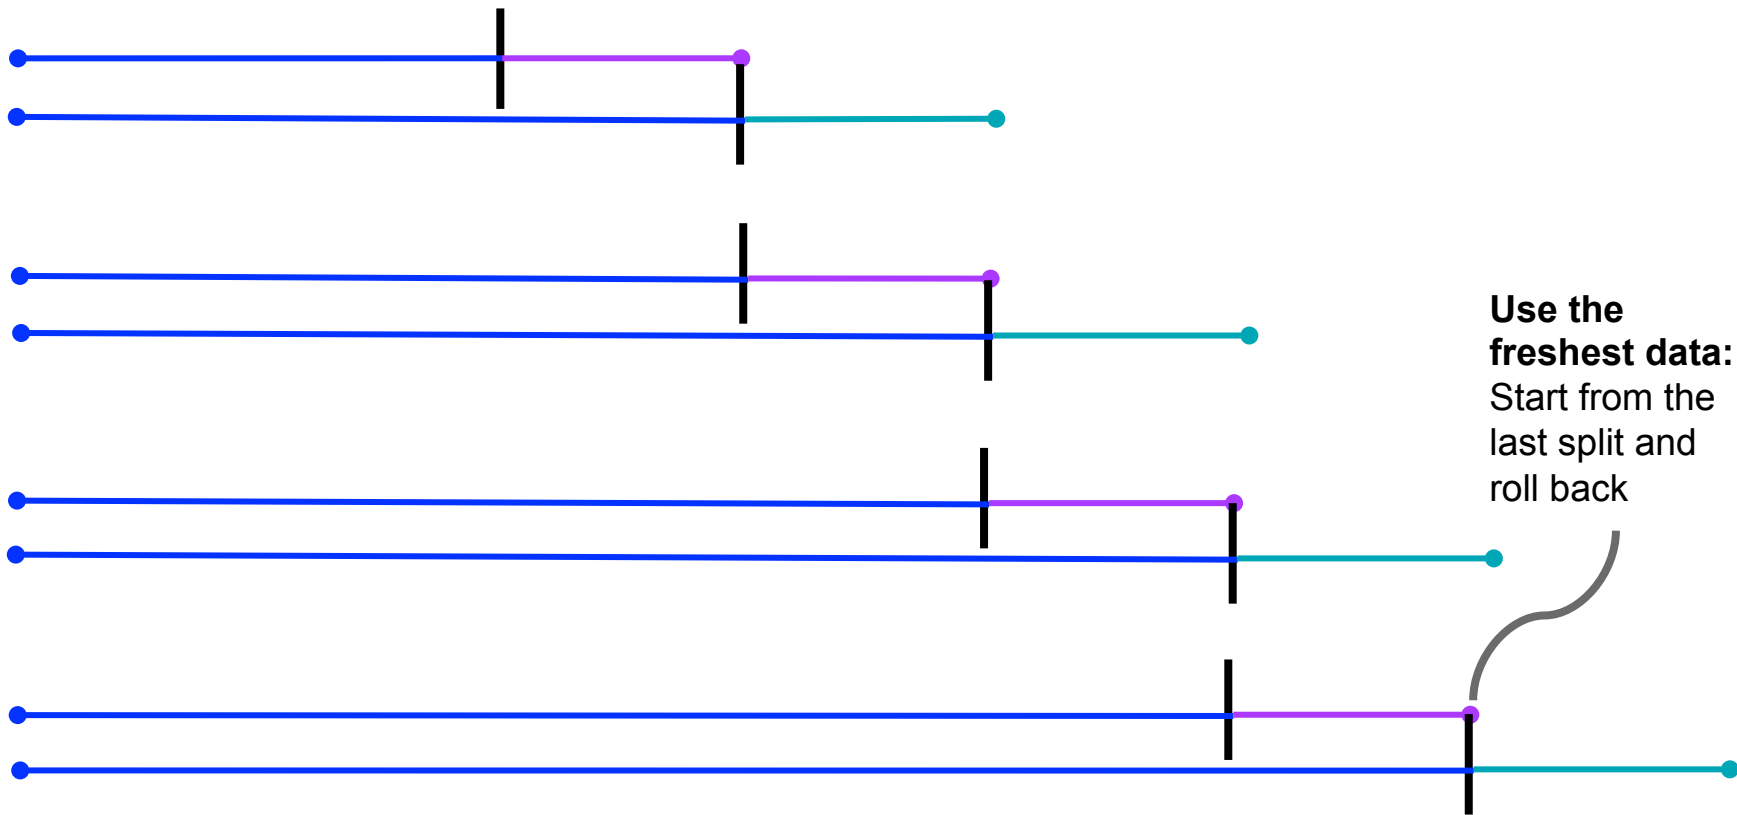 Use the
freshest data:
Start from the
last split and
roll back